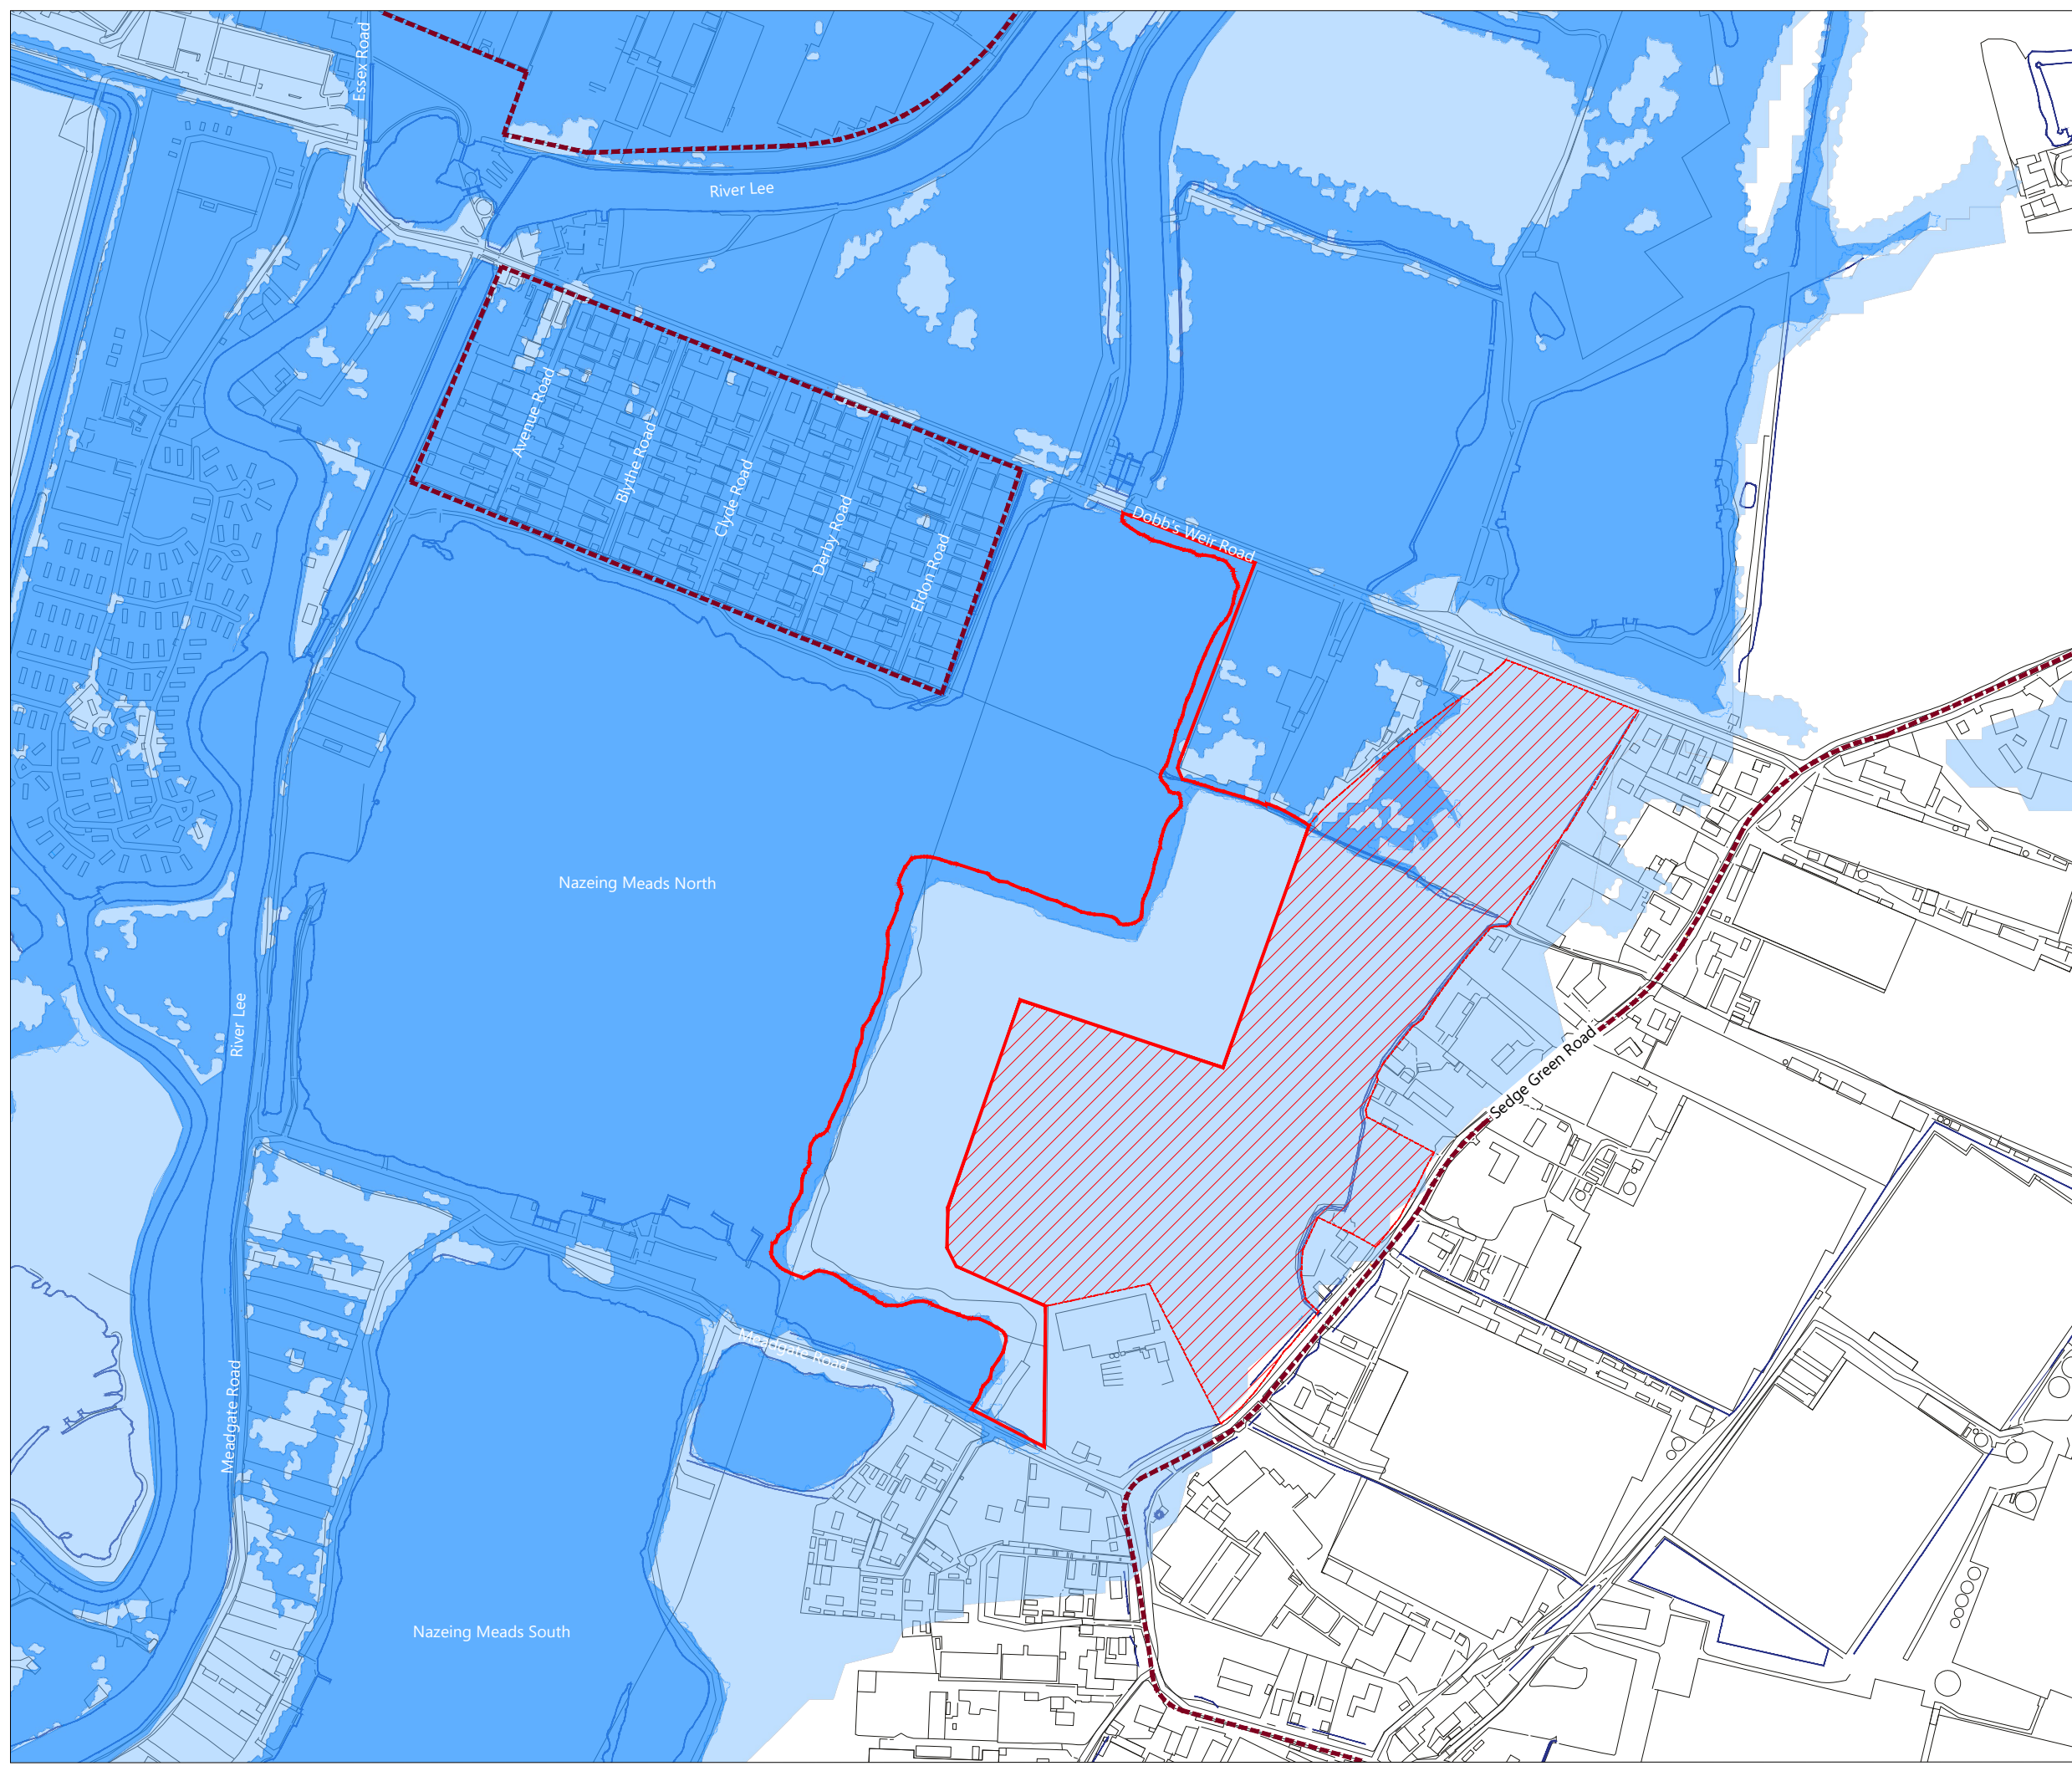 Essex Road
River Lee
Avenue Road
Blythe Road
Clyde Road
Derby Road
Eldon Road
Dobb's Weir Road
Nazeing Meads North
River Lee
Sedge Green Road
Meadgate Road
Meadgate Road
Nazeing Meads South